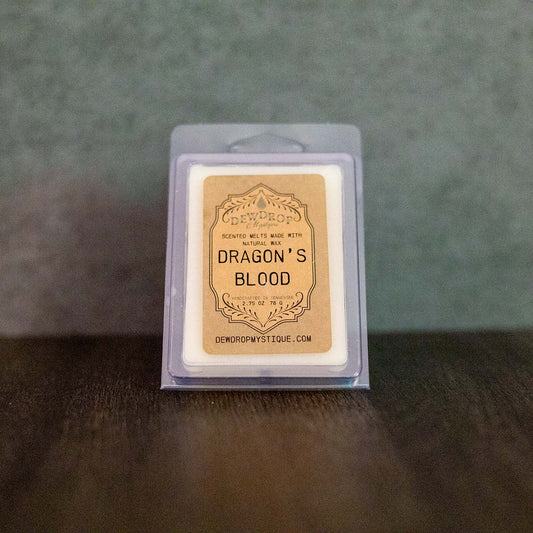 DEWDROP
Mystique
SCENTED MELTS MADE WITH
NATURAL WAX
DRAGON'S
BLOOD
HANDCRAFTED IN TENNESSEE
2.75 OZ 78 G
DEWDROPMYSTIQUE.COM